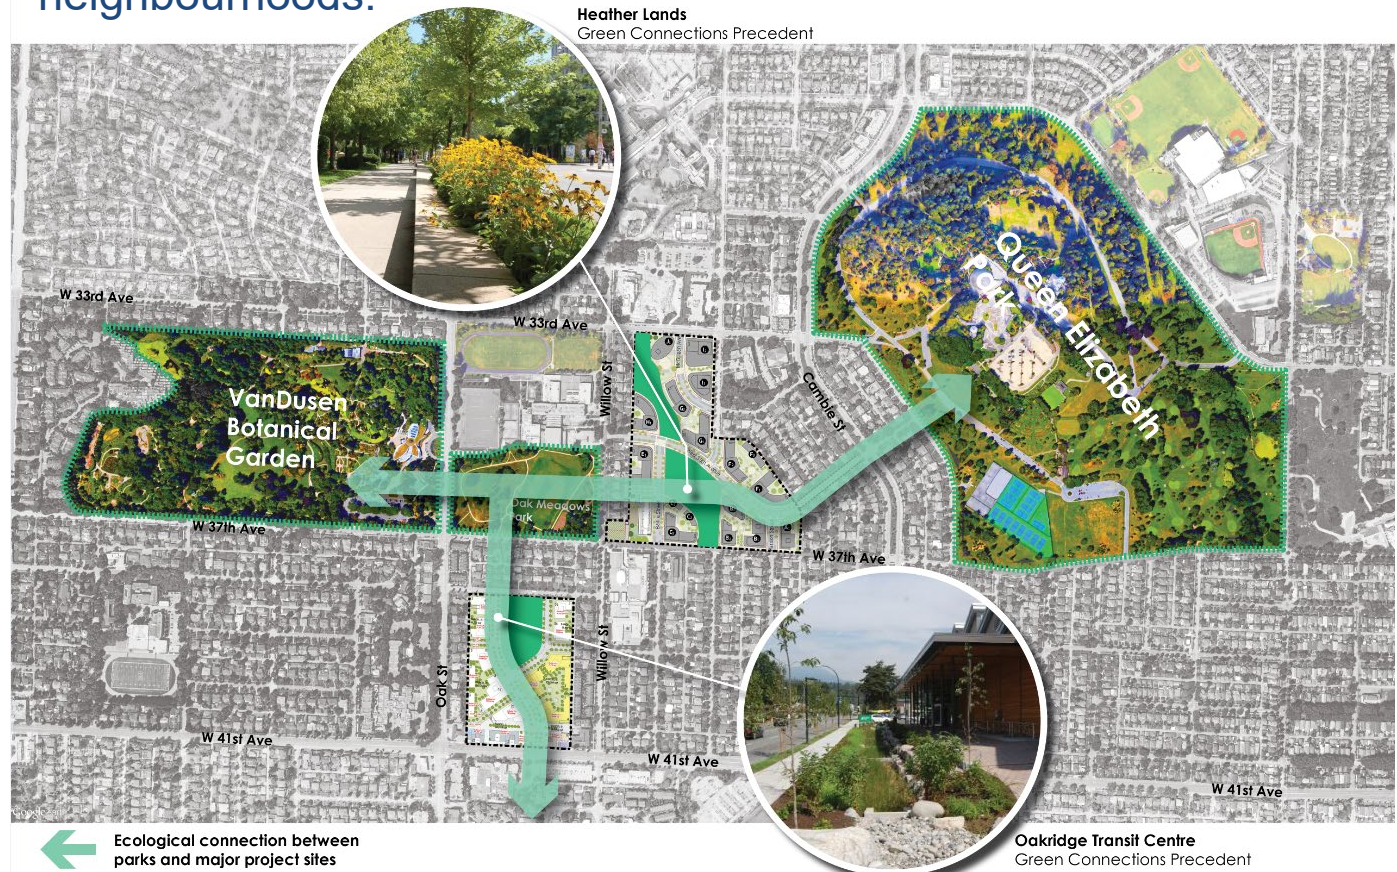 neighbourhoods.
Heather Lands
Green Connections Precedent
W 33rd Ave
W 33rd Ave
Queen Elizabeth
Park
VanDusen
Botanical
Garden
Willow St
Camble St
Oak Meadows
Park
W 37th Ave
W 37th Ave
Oak St
Willow St
W 41st Ave
W 41st Ave
W 41st Ave
Ecological connection between
parks and major project sites
Oakridge Transit Centre
Green Connections Precedent